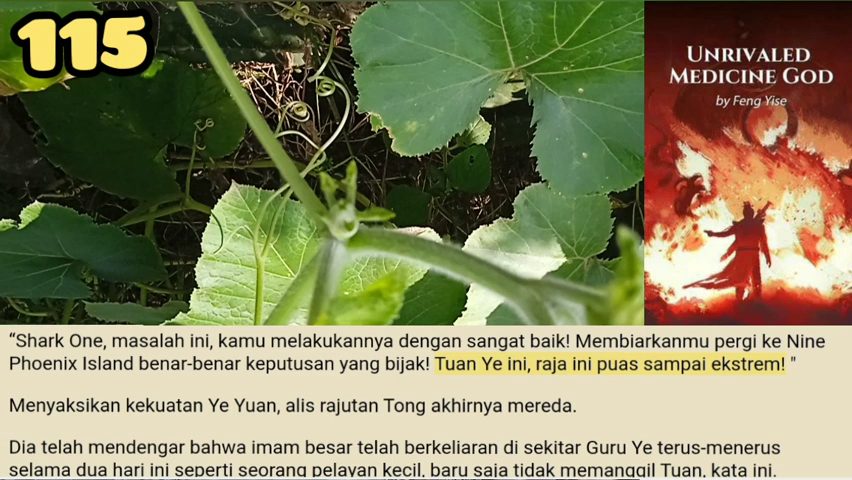 115
UNRIVALED
MEDICINE GOD
by Feng Yise
“Shark One, masalah ini, kamu melakukannya dengan sangat baik! Membiarkanmu pergi ke Nine
Phoenix Island benar-benar keputusan yang bijak! Tuan Ye ini, raja ini puas sampai ekstrem! "
Menyaksikan kekuatan Ye Yuan, alis rajutan Tong akhirnya mereda.
Dia telah mendengar bahwa imam besar telah berkeliaran di sekitar Guru Ye terus-menerus
selama dua hari ini seperti seorang pelayan kecil, baru saja tidak memanggil Tuan, kata ini.